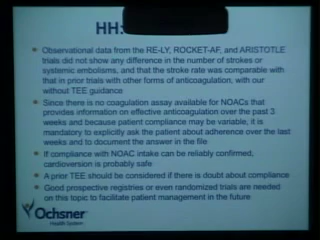 HH:
Observational data from the RE-LY, ROCKET-AF, and ARISTOTLE
trials did not show any difference in the number of strokes or
systemic embolisms, and that the stroke rate was comparable with
that in prior trials with other forms of anticoagulation, with our
without TEE guidance
Since there is no coagulation assay available for NOACs that
provides information on effective anticoagulation over the past 3
weeks and because patient compliance may be variable, it is
mandatory to explicitly ask the patient about adherence over the last
weeks and to document the answer in the file
If compliance with NOAC intake can be reliably confirmed,
cardioversion is probably safe
A prior TEE should be considered if there is doubt about compliance
Good prospective registries or even randomized trials are needed
on this topic to facilitate patient management in the future
Ochsner
Health System